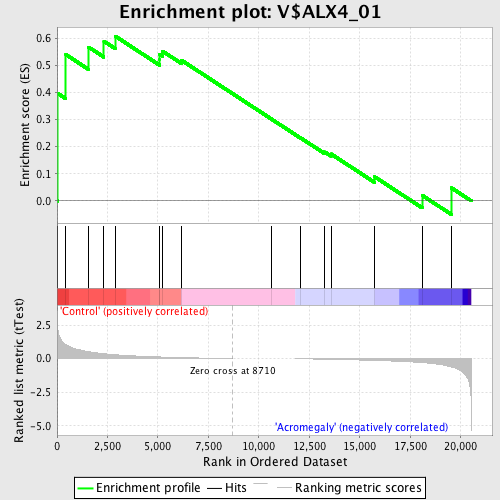 Enrichment plot: V$ALX4_01
Enrichment score (ES)
0.6
0.5
0.4
0.3
0.2
0.1
0.0
'Control' (positively correlated)
Ranked list metric (tTest)
2.5
0.0
-2.5
-5.0
Zero cross at 8710
'Acromegaly' (negatively correlated)
0 2,500 5,000 7,500 10,000 12,500 15,000 17,500 20,000
Rank in Ordered Dataset
Enrichment profile Hits Ranking metric scores